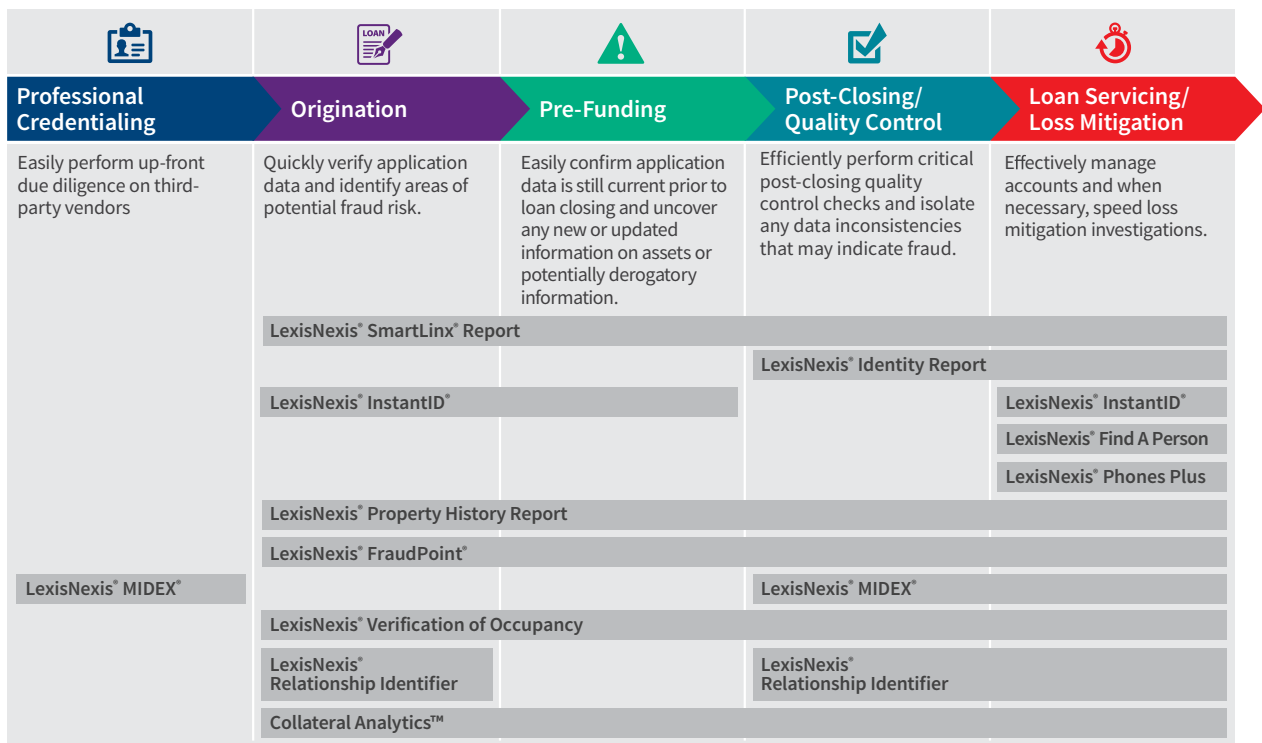 LOAN
Professional
Credentialing
Origination
Pre-Funding
Post-Closing/
Quality Control
Loan Servicing/
Loss Mitigation
Easily perform up-front
due diligence on third-
party vendors
Quickly verify application
data and identify areas of
potential fraud risk.
Easily confirm application
data is still current prior to
loan closing and uncover
any new or updated
information on assets or
potentially derogatory
information.
Efficiently perform critical
post-closing quality
control checks and isolate
any data inconsistencies
that may indicate fraud.
Effectively manage
accounts and when
necessary, speed loss
mitigation investigations.
LexisNexis® SmartLinx® Report
LexisNexis® Identity Report
LexisNexis® InstantID®
LexisNexis® InstantID®
LexisNexis® Find A Person
LexisNexis® Phones Plus
LexisNexis® Property History Report
LexisNexis® FraudPoint®
LexisNexis® MIDEX®
LexisNexis® MIDEX®
LexisNexis® Verification of Occupancy
LexisNexis®
Relationship Identifier
LexisNexis®
Relationship Identifier
Collateral Analytics™